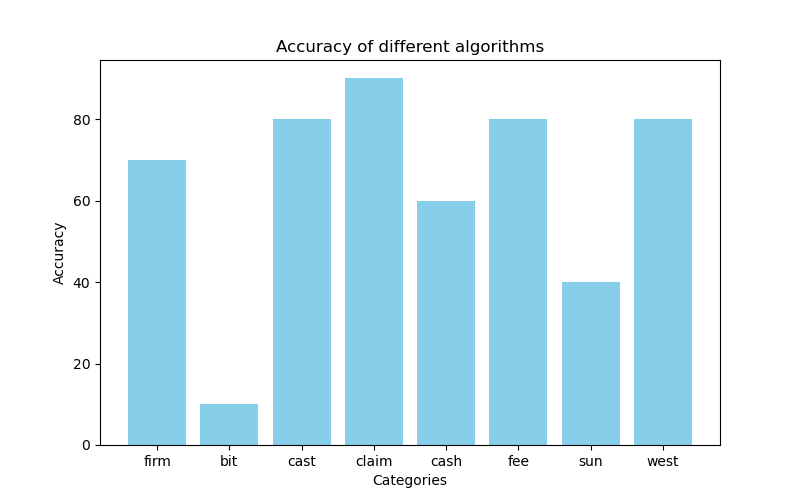 Accuracy of different algorithms
Accuracy
80
60
40
20
0
firm bit cast claim cash fee sun west
Categories